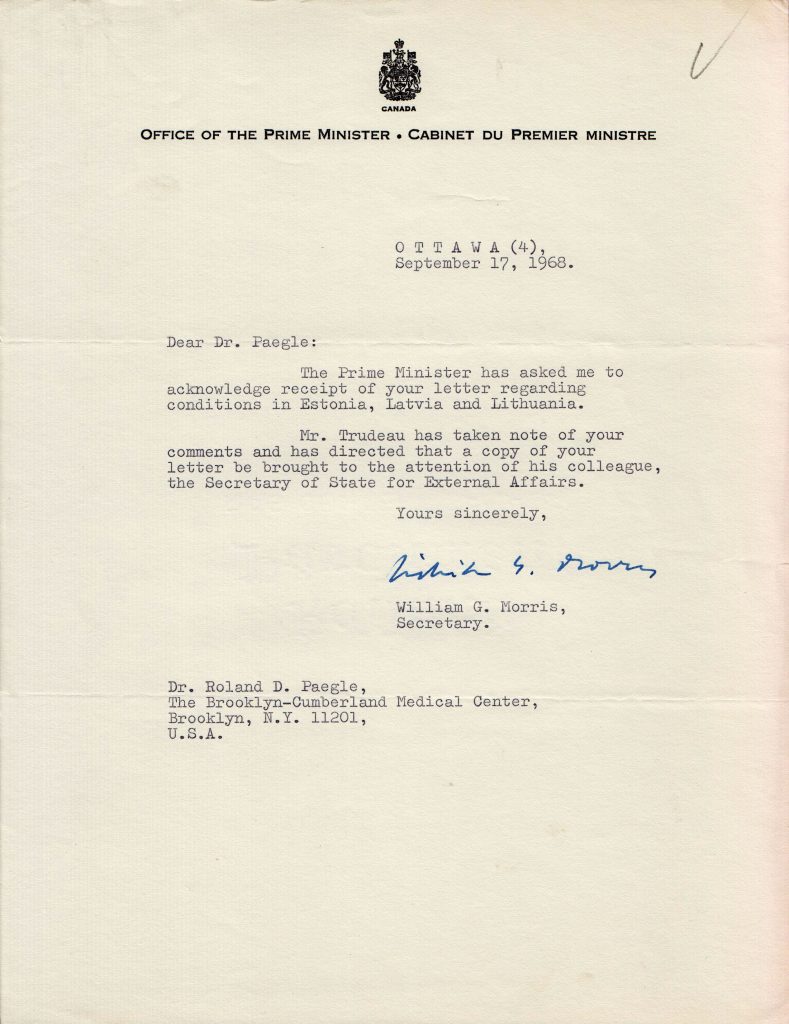 CANADA
OFFICE OF THE PRIME MINISTER • CABINET DU PREMIER MINISTRE
O T T A W A (4),
September 17, 1968.
Dear Dr. Paegle:
The Prime Minister has asked me to
acknowledge receipt of your letter regarding
conditions in Estonia, Latvia and Lithuania.
Mr. Trudeau has taken note of your
comments and has directed that a copy of your
letter be brought to the attention of his colleague,
the Secretary of State for External Affairs.
Yours sincerely,
William G. Morris
William G. Morris,
Secretary.
Dr. Roland D. Paegle,
The Brooklyn-Cumberland Medical Center,
Brooklyn, N.Y. 11201,
U.S.A.